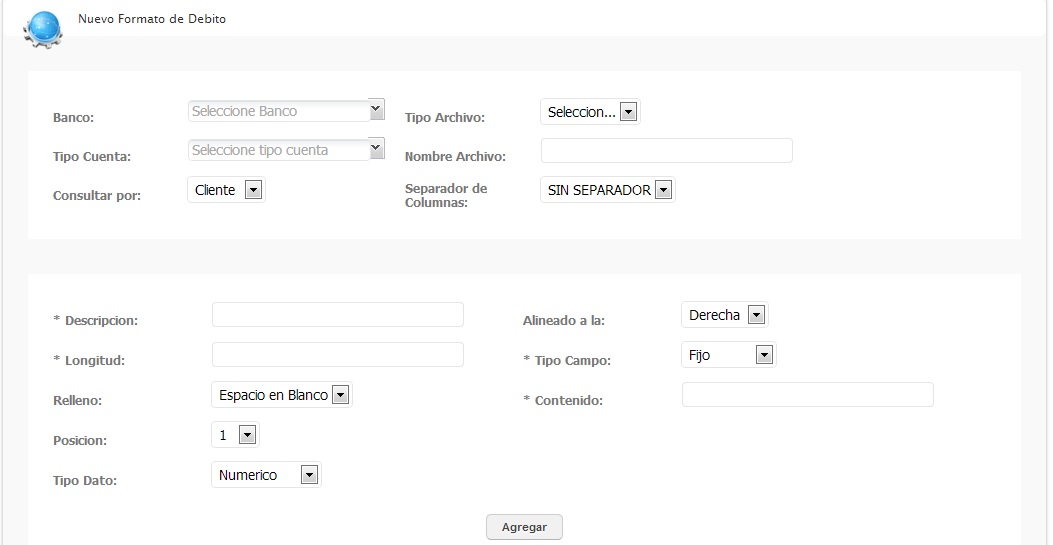 Nuevo Formato de Debito
Banco: Seleccione Banco Tipo Archivo: Seleccion...
Tipo Cuenta: Seleccione tipo cuenta Nombre Archivo:
Consultar por: Cliente Separador de Columnas: SIN SEPARADOR
* Descripcion: Alineado a la: Derecha
* Longitud: * Tipo Campo: Fijo
Relleno: Espacio en Blanco * Contenido:
Posicion: 1
Tipo Dato: Numerico
Agregar